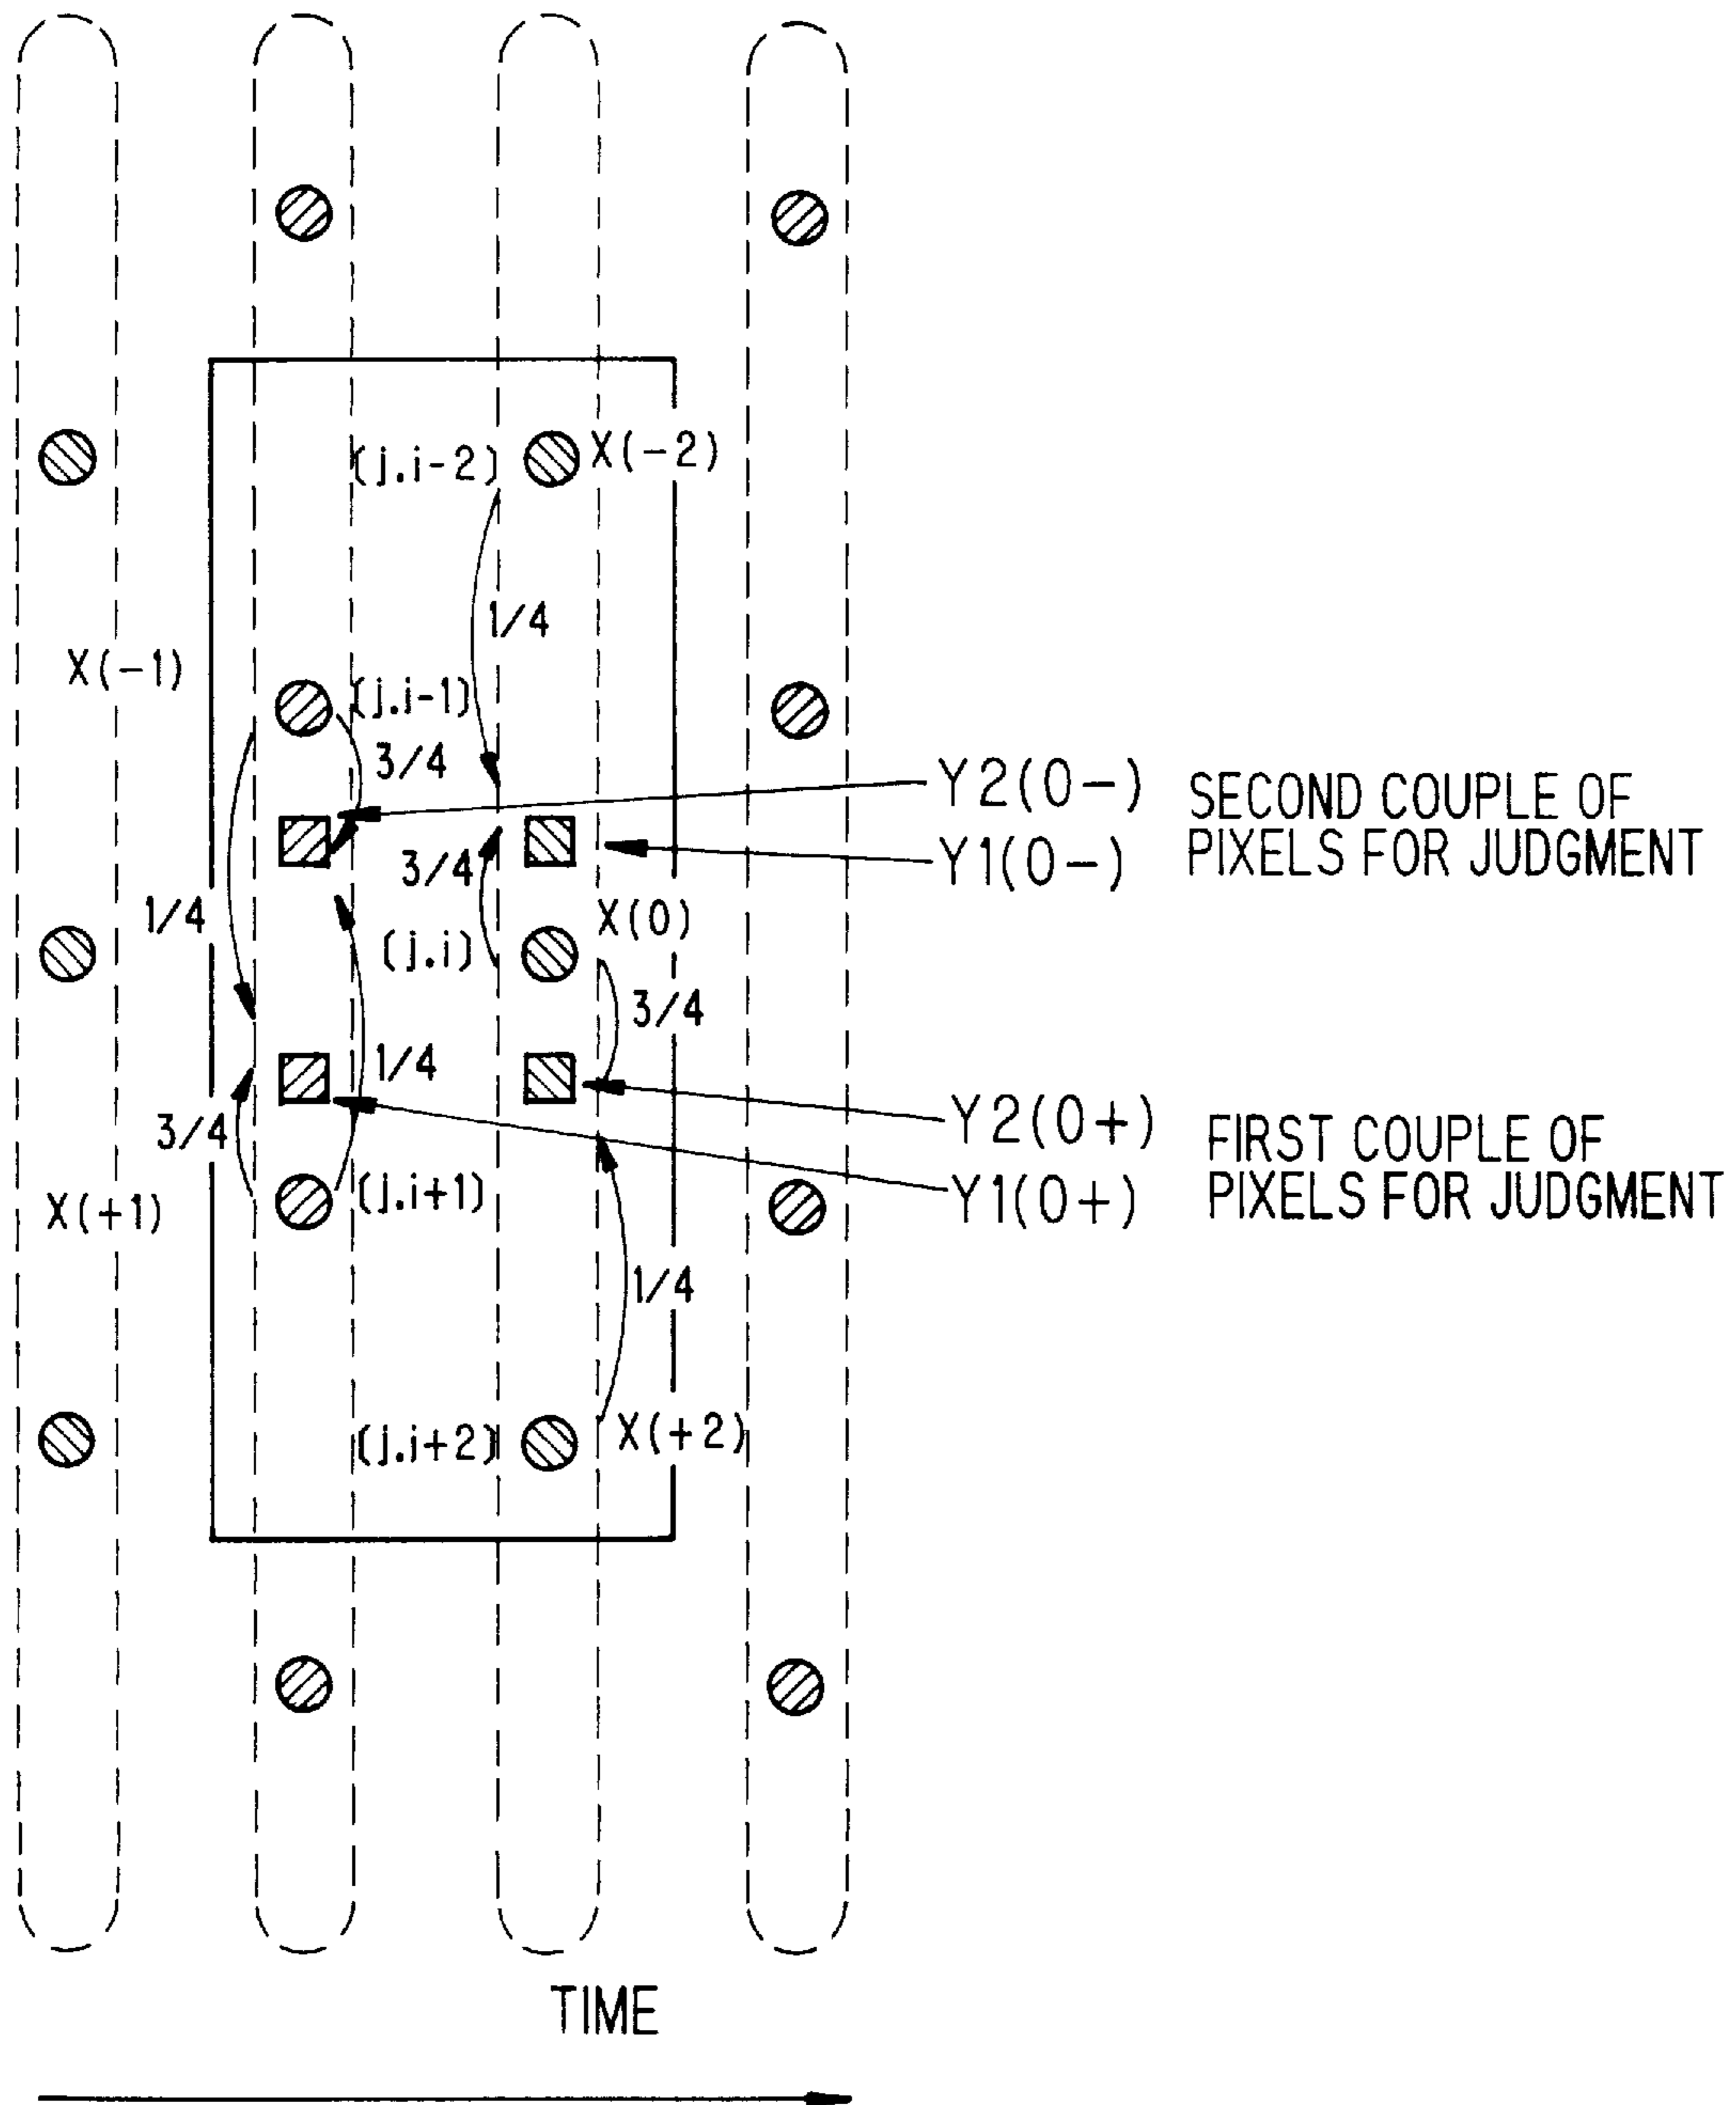 (j.i-2) X(-2)
1/4
X(-1)
(j.i-1)
3/4
Y2(0-) SECOND COUPLE OF
Y1(0-) PIXELS FOR JUDGMENT
3/4
1/4
X(0)
(j.i)
3/4
1/4
3/4
Y2(0+) FIRST COUPLE OF
Y1(0+) PIXELS FOR JUDGMENT
X(+1)
(j.i+1)
1/4
(j.i+2) X(+2)
TIME